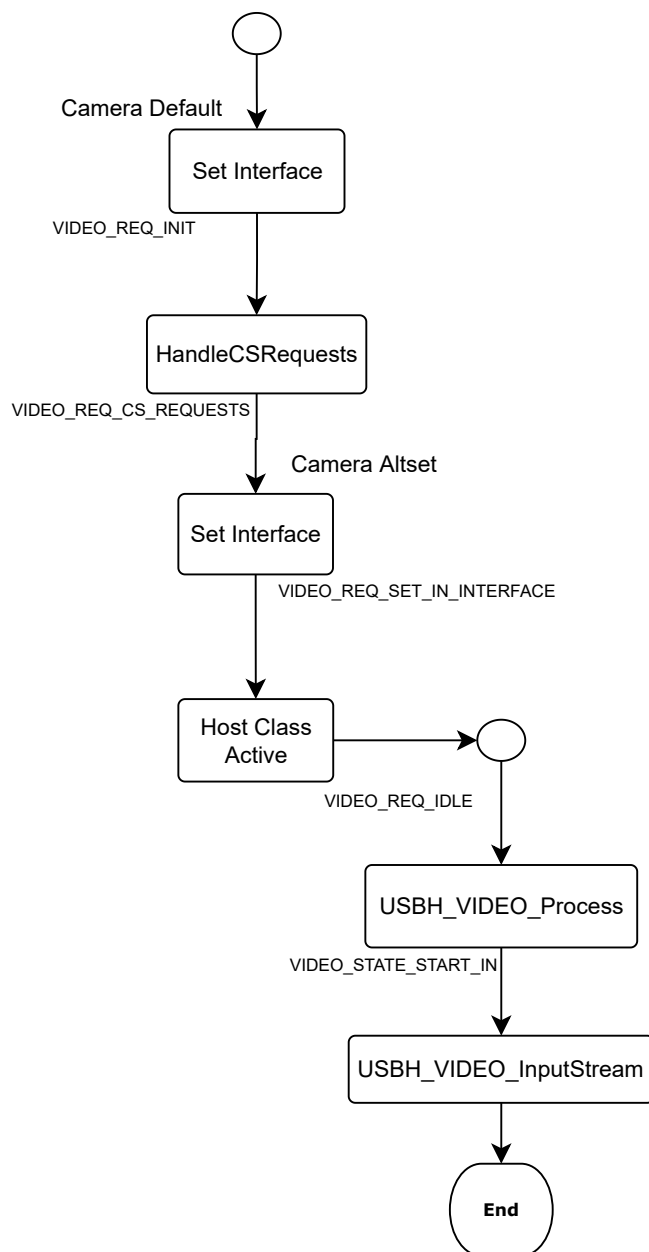 Camera Default
Set Interface
VIDEO_REQ_INIT
HandleCSRequests
VIDEO_REQ_CS_REQUESTS
Camera Altset
Set Interface
VIDEO_REQ_SET_IN_INTERFACE
Host Class
Active
VIDEO_REQ_IDLE
USBH_VIDEO_Process
VIDEO_STATE_START_IN
USBH_VIDEO_InputStream
End